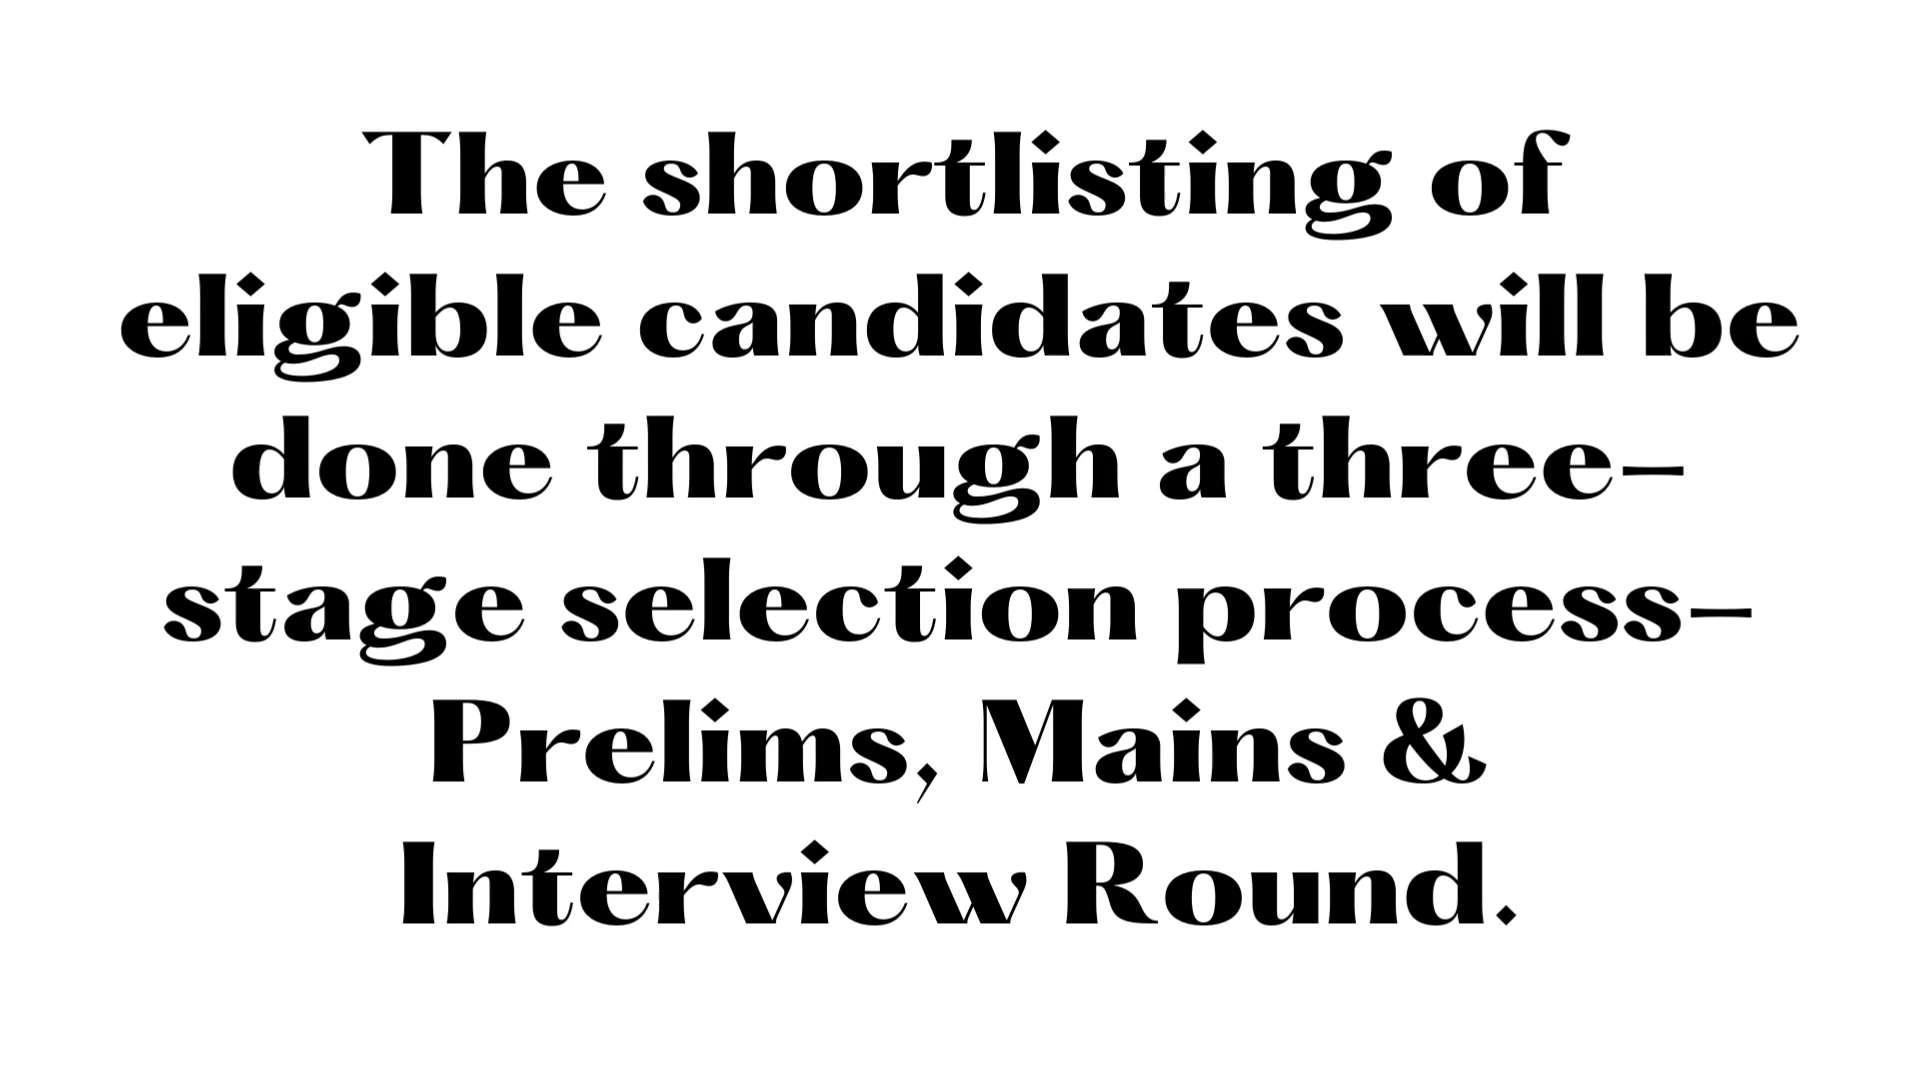 The shortlisting of
eligible candidates will be
done through a three-
stage selection process-
Prelims, Mains &
Interview Round.